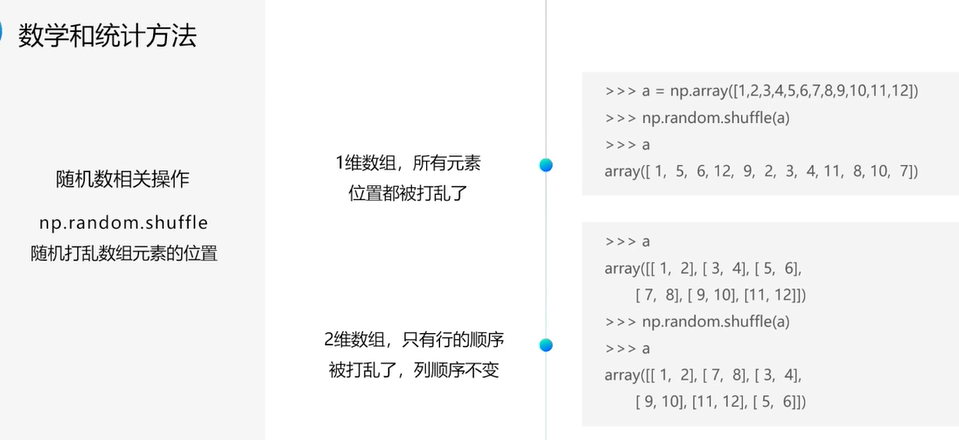 数学和统计方法
随机数相关操作
np.random.shuffle
随机打乱数组元素的位置
1维数组，所有元素
位置都被打乱了
>>> a = np.array([1,2,3,4,5,6,7,8,9,10,11,12])
>>> np.random.shuffle(a)
>>> a
array([ 1,  5,  6, 12,  9,  2,  3,  4, 11,  8, 10,  7])
2维数组，只有行的顺序
被打乱了，列顺序不变
>>> a
array([[ 1,  2], [ 3,  4], [ 5,  6],
[ 7,  8], [ 9, 10], [11, 12]])
>>> np.random.shuffle(a)
>>> a
array([[ 1,  2], [ 7,  8], [ 3,  4],
[ 9, 10], [11, 12], [ 5,  6]])